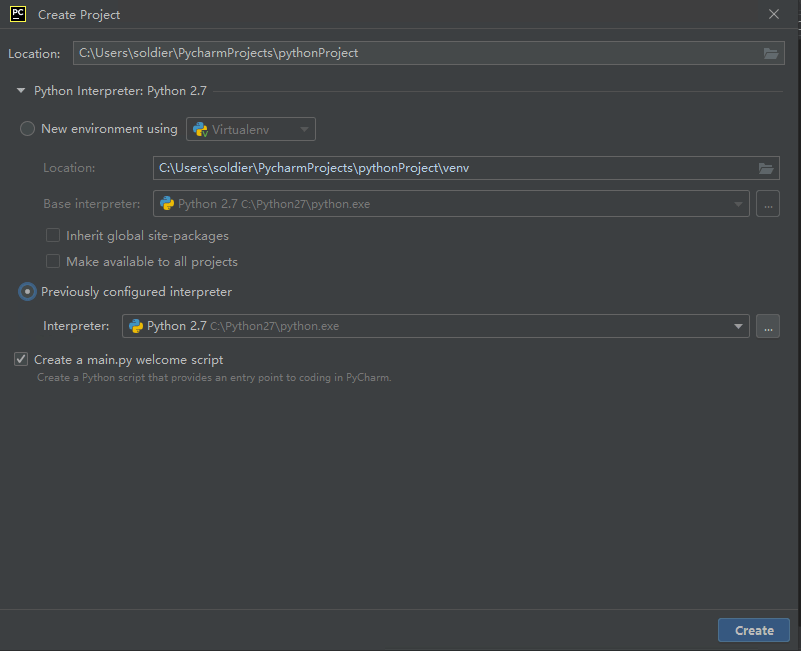 PC Create Project
Location: C:\Users\soldier\PycharmProjects\pythonProject
Python Interpreter: Python 2.7
New environment using Virtualenv
Location: C:\Users\soldier\PycharmProjects\pythonProject\venv
Base interpreter: Python 2.7 C:\Python27\python.exe ...
Inherit global site-packages
Make available to all projects
Previously configured interpreter
Interpreter: Python 2.7 C:\Python27\python.exe ...
Create a main.py welcome script
Create a Python script that provides an entry point to coding in PyCharm.
Create